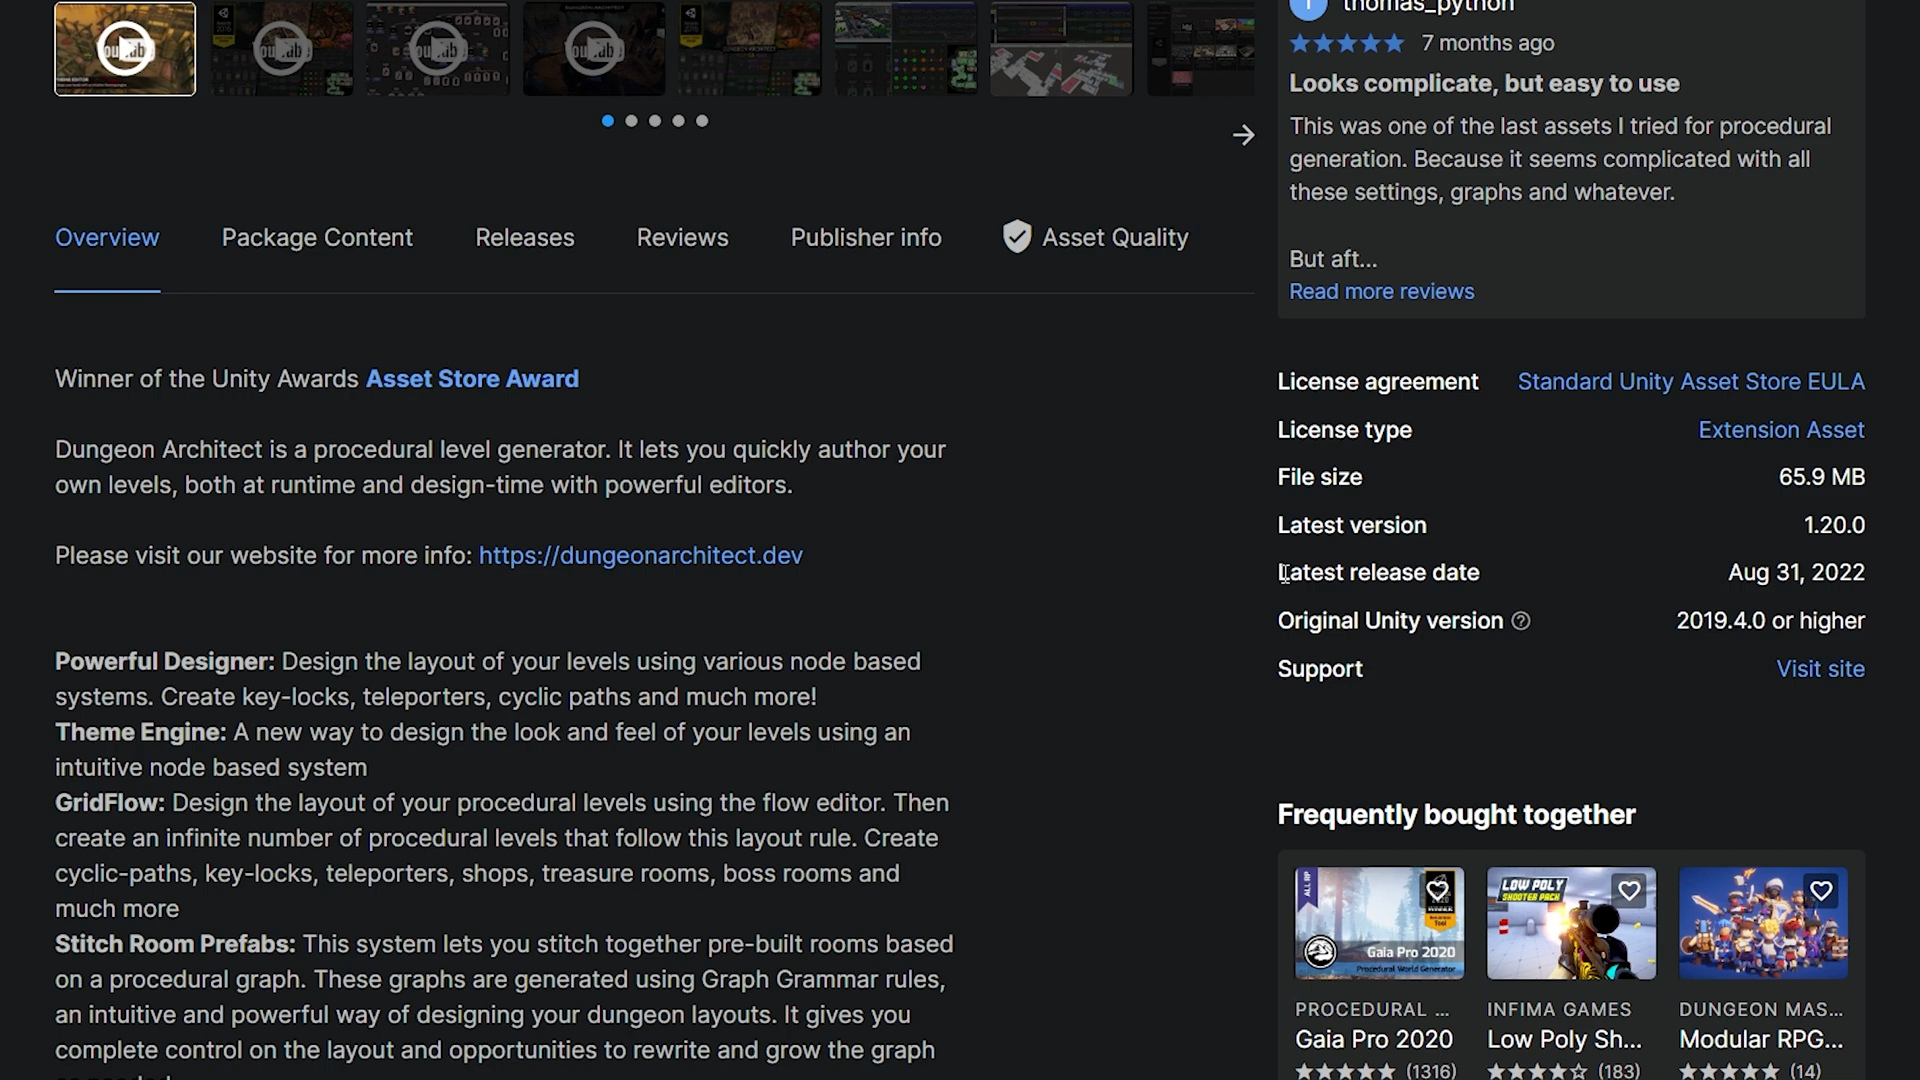 thomas_python
7 months ago
Looks complicate, but easy to use
This was one of the last assets I tried for procedural
generation. Because it seems complicated with all
these settings, graphs and whatever.
But aft...
Read more reviews
Overview
Package Content
Releases
Reviews
Publisher info
Asset Quality
Winner of the Unity Awards Asset Store Award
Dungeon Architect is a procedural level generator. It lets you quickly author your
own levels, both at runtime and design-time with powerful editors.
Please visit our website for more info: https://dungeonarchitect.dev
Powerful Designer: Design the layout of your levels using various node based
systems. Create key-locks, teleporters, cyclic paths and much more!
Theme Engine: A new way to design the look and feel of your levels using an
intuitive node based system
GridFlow: Design the layout of your procedural levels using the flow editor. Then
create an infinite number of procedural levels that follow this layout rule. Create
cyclic-paths, key-locks, teleporters, shops, treasure rooms, boss rooms and
much more
Stitch Room Prefabs: This system lets you stitch together pre-built rooms based
on a procedural graph. These graphs are generated using Graph Grammar rules,
an intuitive and powerful way of designing your dungeon layouts. It gives you
complete control on the layout and opportunities to rewrite and grow the graph
License agreement Standard Unity Asset Store EULA
License type Extension Asset
File size 65.9 MB
Latest version 1.20.0
Latest release date Aug 31, 2022
Original Unity version 2019.4.0 or higher
Support Visit site
Frequently bought together
ALL RP
Gaia Pro 2020
Procedural World Generator
LOW POLY
SHOOTER PACK
PROCEDURAL ...
Gaia Pro 2020
(1316)
INFIMA GAMES
Low Poly Sh...
(183)
DUNGEON MAS...
Modular RPG...
(14)